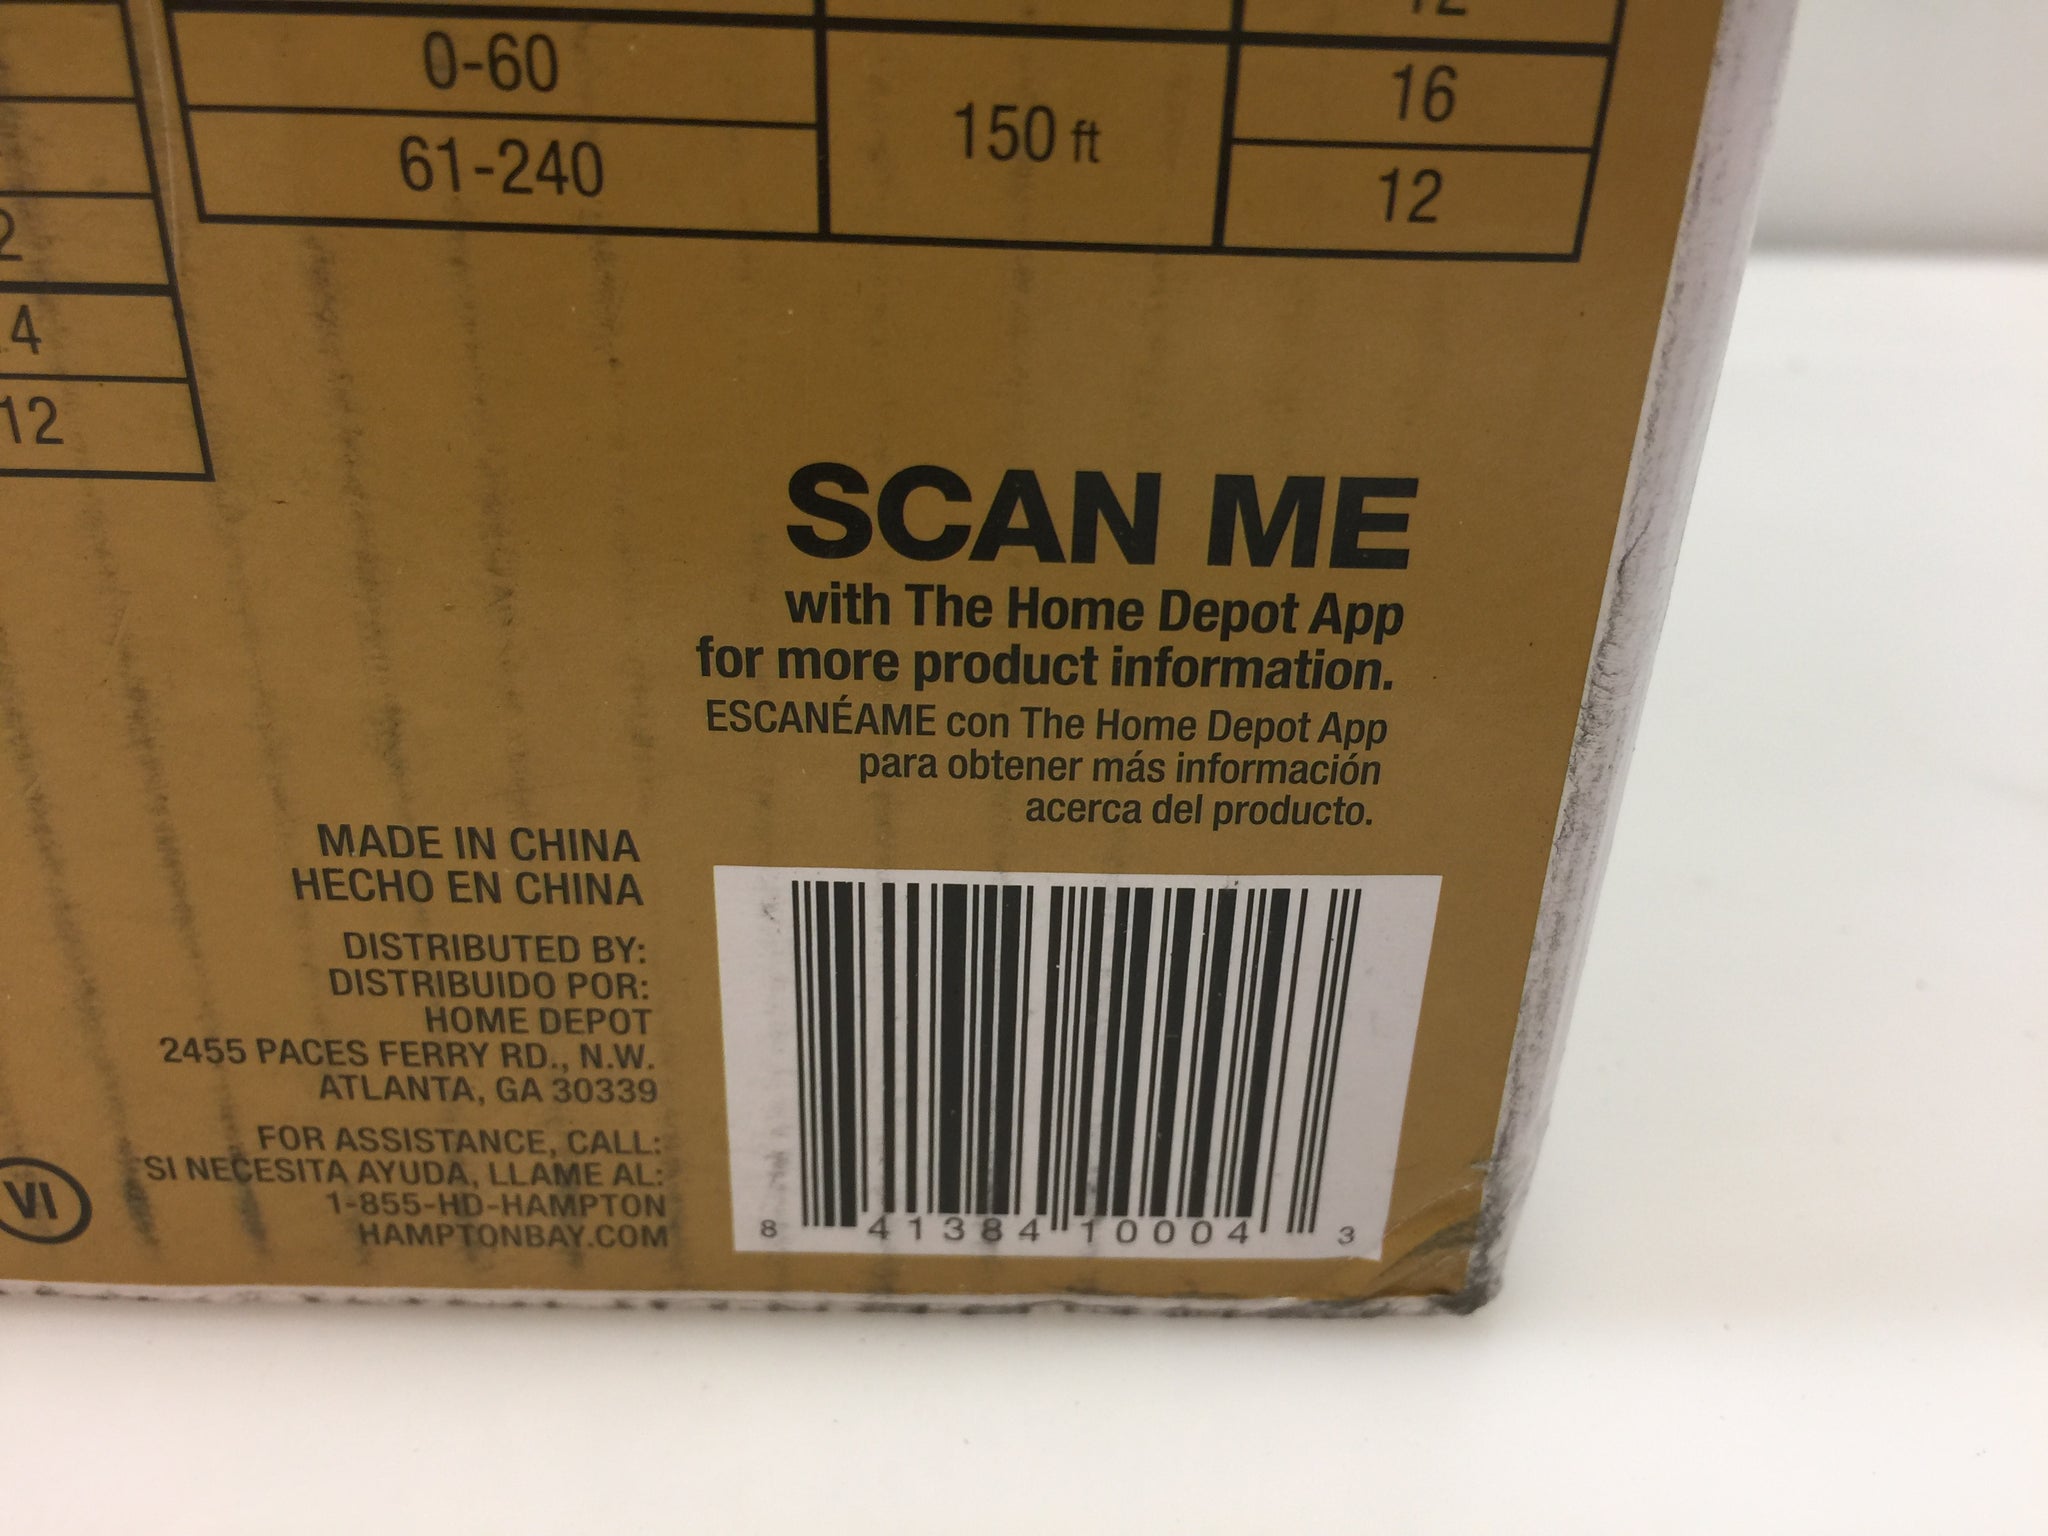 12
0-60
150 ft
16
61-240
12
2
4
12
SCAN ME
with The Home Depot App
for more product information.
ESCANÉAME con The Home Depot App
para obtener más información
acerca del producto.
MADE IN CHINA
HECHO EN CHINA
DISTRIBUTED BY:
DISTRIBUIDO POR:
HOME DEPOT
2455 PACES FERRY RD., N.W.
ATLANTA, GA 30339
FOR ASSISTANCE, CALL:
SI NECESITA AYUDA, LLAME AL:
1-855-HD-HAMPTON
HAMPTONBAY.COM
VI
8 41384 10004 3